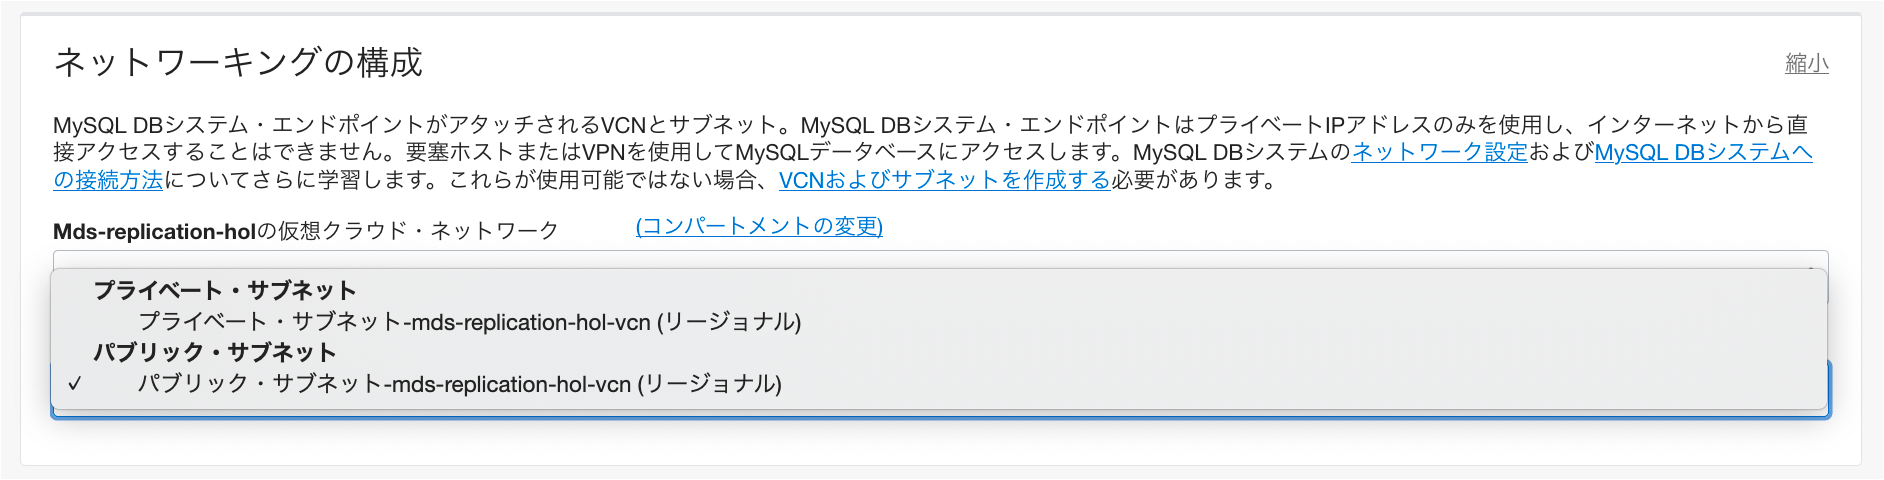 ネットワーキングの構成
縮小
MySQL DBシステム・エンドポイントがアタッチされるVCNとサブネット。MySQL DBシステム・エンドポイントはプライベートIPアドレスのみを使用し、インターネットから直
接アクセスすることはできません。要塞ホストまたはVPNを使用してMySQLデータベースにアクセスします。MySQL DBシステムのネットワーク設定およびMySQL DBシステムへ
の接続方法についてさらに学習します。これらが使用可能ではない場合、VCNおよびサブネットを作成する必要があります。
Mds-replication-holの仮想クラウド・ネットワーク (コンパートメントの変更)
プライベート・サブネット
プライベート・サブネット-mds-replication-hol-vcn (リージョナル)
パブリック・サブネット
✓ パブリック・サブネット-mds-replication-hol-vcn (リージョナル)